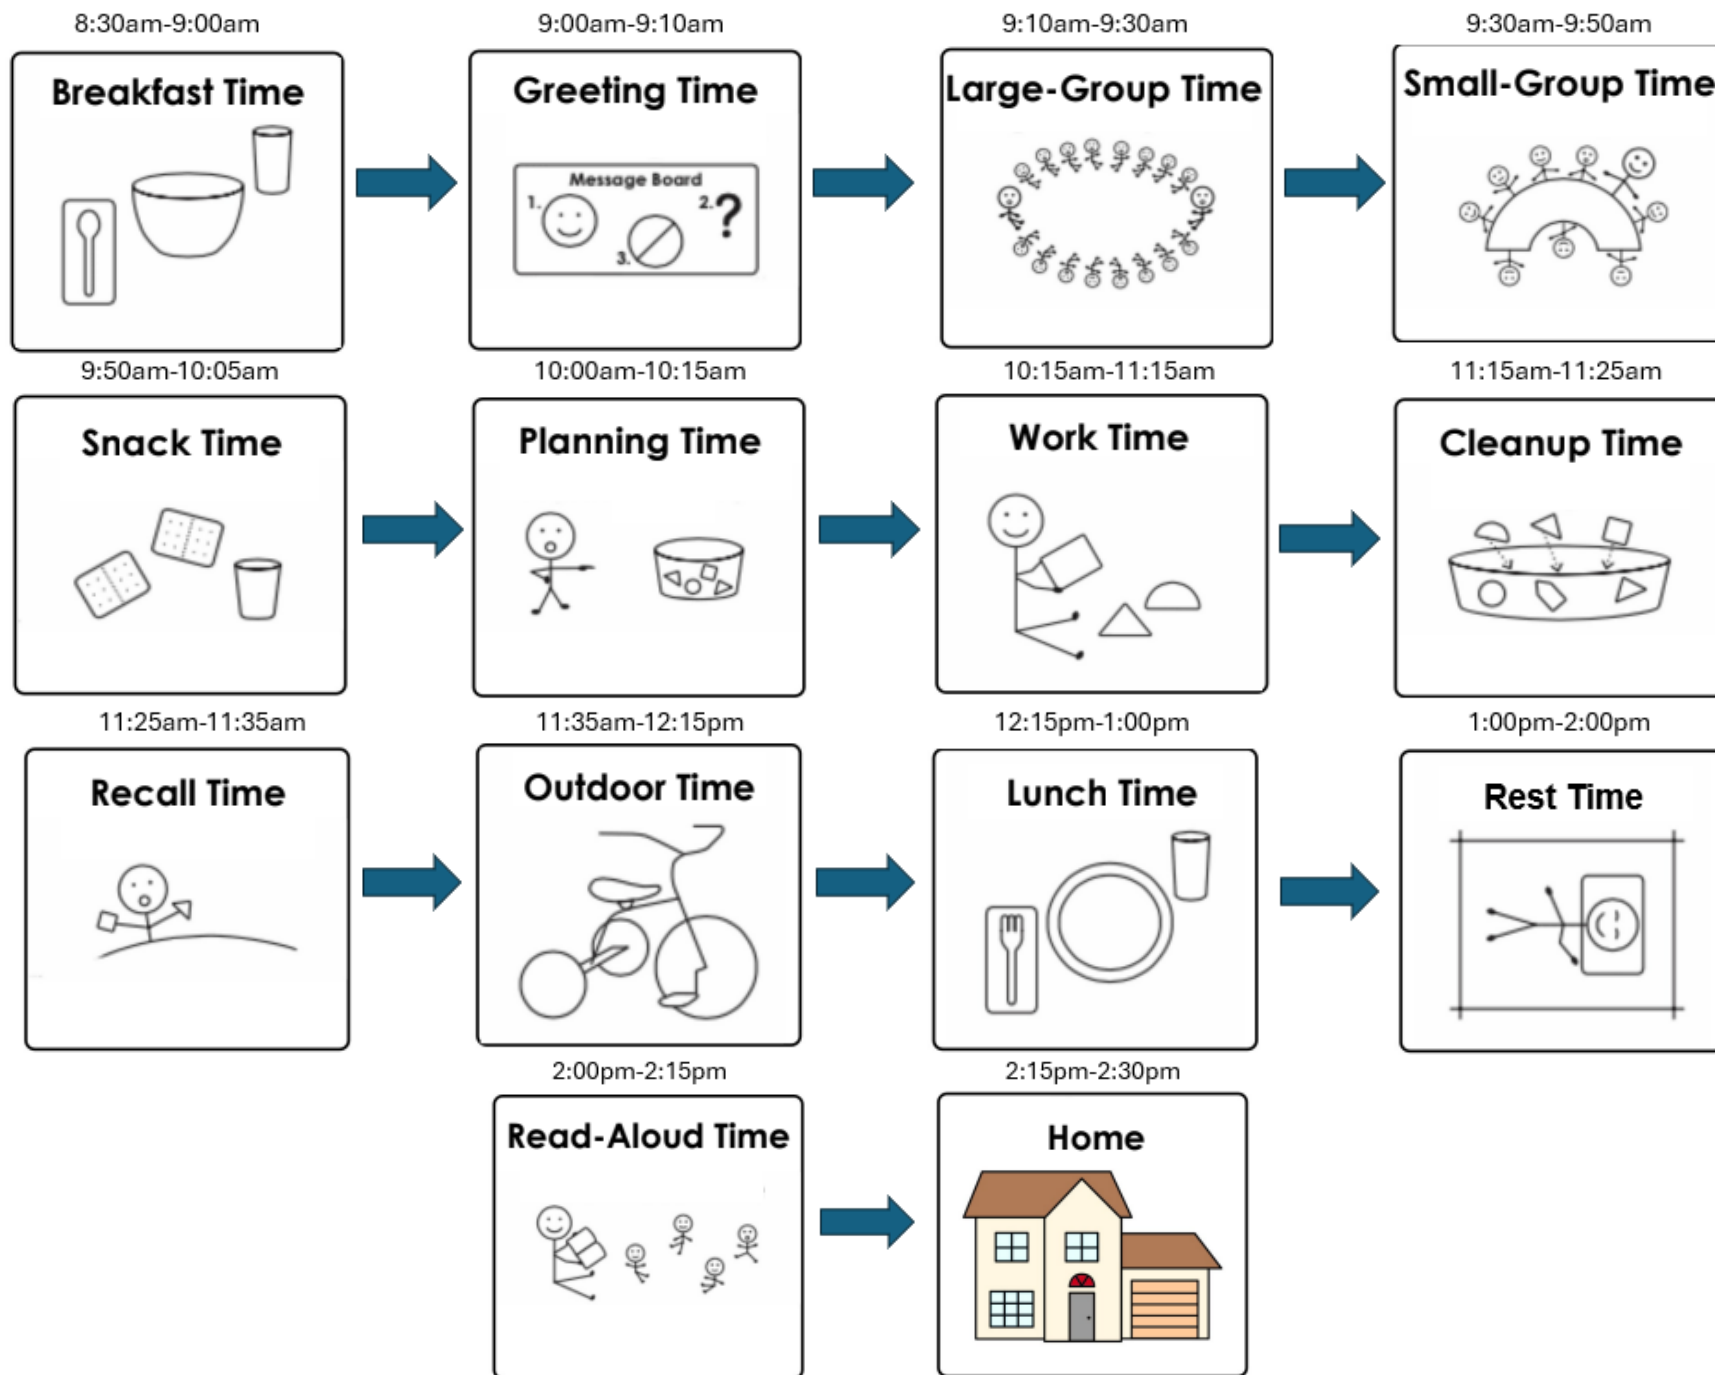 8:30am-9:00am
9:00am-9:10am
9:10am-9:30am
9:30am-9:50am
Breakfast Time
Greeting Time
Large-Group Time
Small-Group Time
Message Board
1.
2.?
3.
9:50am-10:05am
10:00am-10:15am
10:15am-11:15am
11:15am-11:25am
Snack Time
Planning Time
Work Time
Cleanup Time
11:25am-11:35am
11:35am-12:15pm
12:15pm-1:00pm
1:00pm-2:00pm
Recall Time
Outdoor Time
Lunch Time
Rest Time
2:00pm-2:15pm
2:15pm-2:30pm
Read-Aloud Time
Home